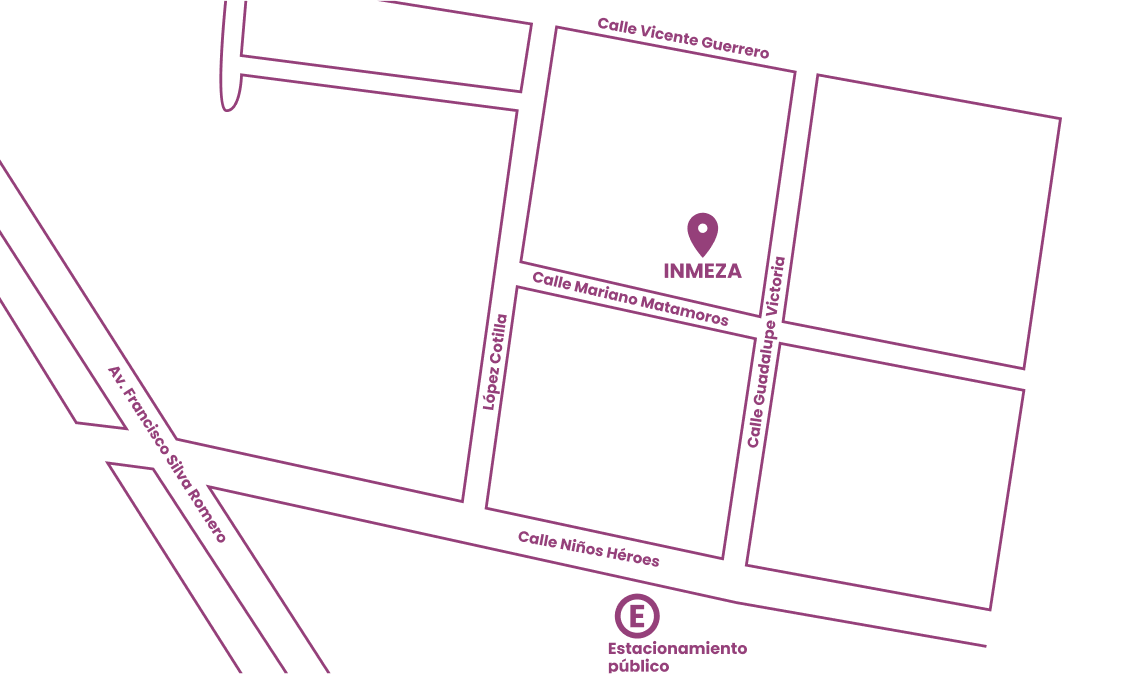 Calle Vicente Guerrero
INMEZA
Calle Mariano Matamoros
Calle Guadalupe Victoria
López Cotilla
Av. Francisco Silva Romero
Calle Niños Héroes
E
Estacionamiento
público